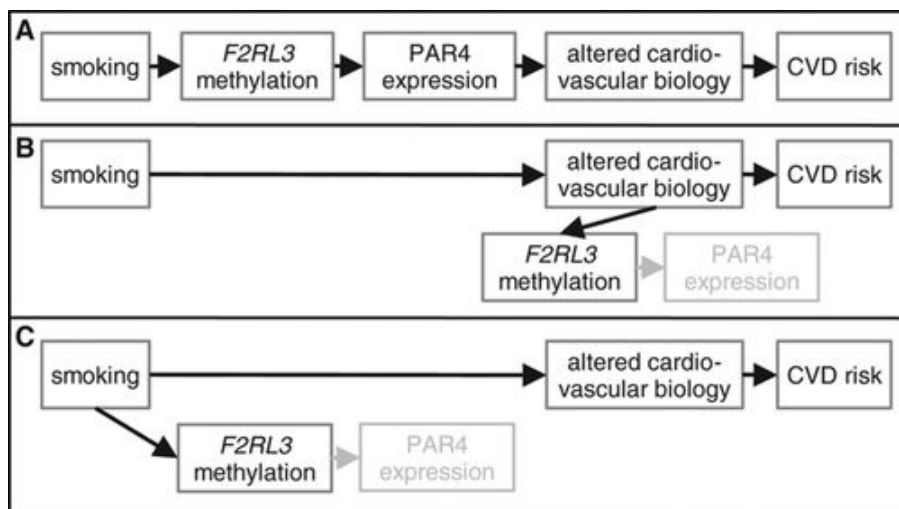 A
smoking
F2RL3
methylation
PAR4
expression
altered cardio-
vascular biology
CVD risk
B
smoking
altered cardio-
vascular biology
CVD risk
F2RL3
methylation
PAR4
expression
C
smoking
altered cardio-
vascular biology
CVD risk
F2RL3
methylation
PAR4
expression